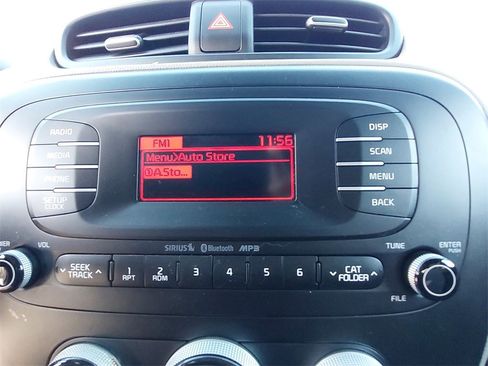 RADIO
MEDIA
PHONE
SETUP
CLOCK
FM1 11:56
Menu>Auto Store
①A.Sto...
DISP
SCAN
MENU
BACK
SIRIUS Bluetooth MP3
VOL
SEEK
TRACK
1
RPT
2
RDM
3
4
5
6
CAT
FOLDER
TUNE
FILE
ENTER
PUSH